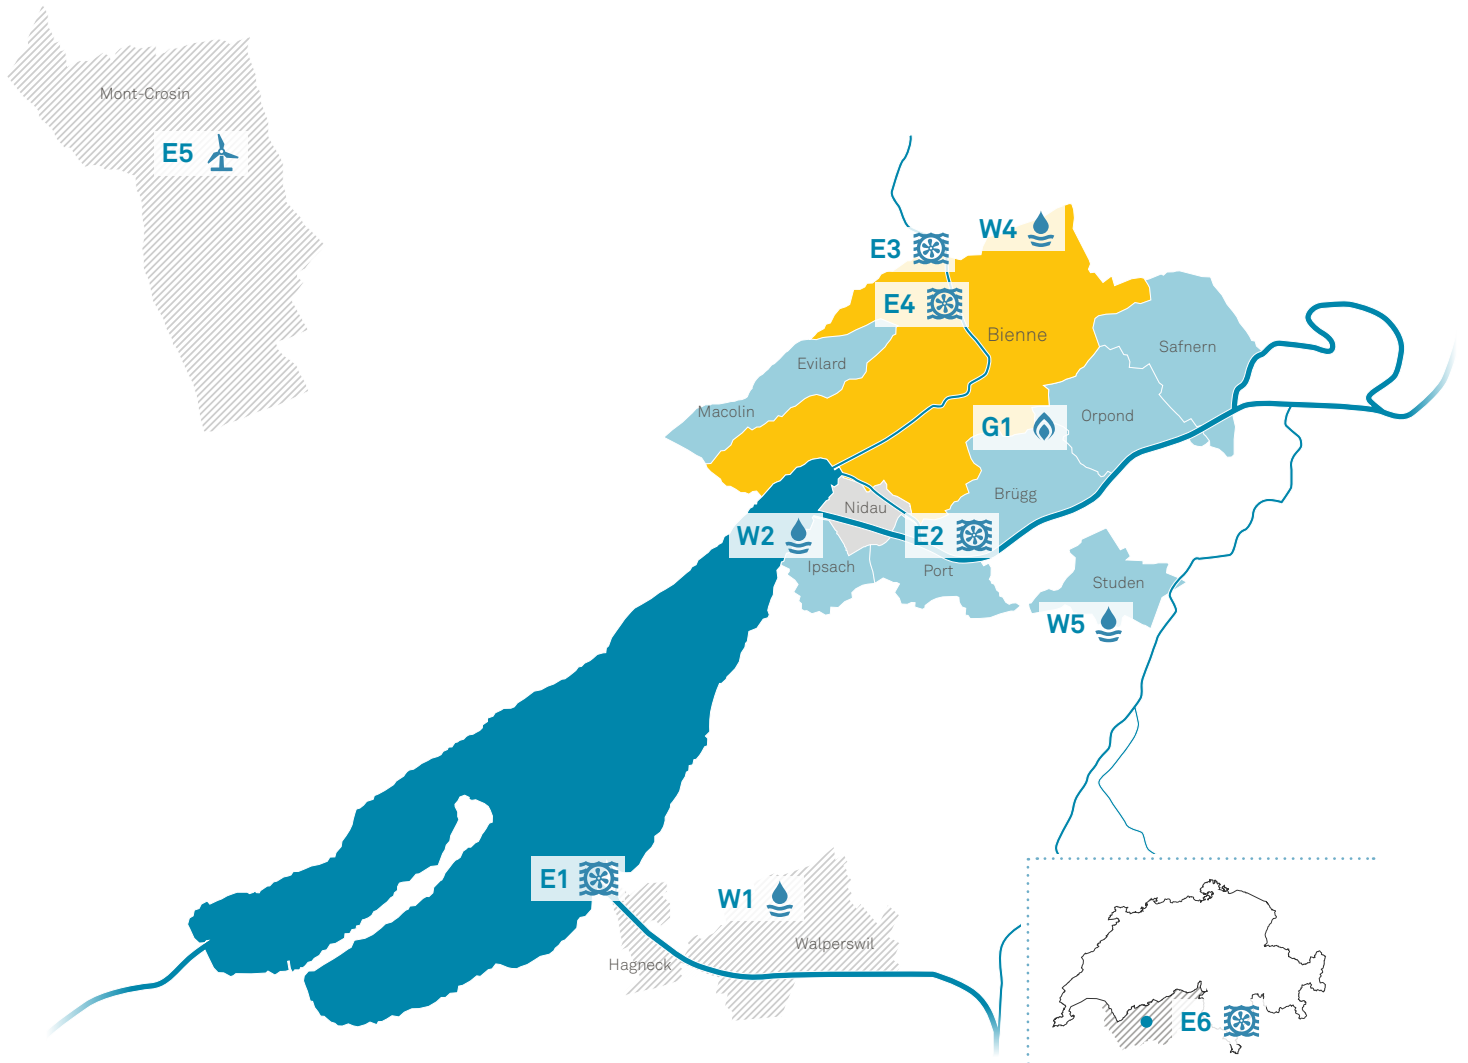 Mont-Crosin
E5
W4
E3
E4
Bienne
Safnern
Evilard
Macolin
Orpond
G1
Brügg
Nidau
W2
E2
Ipsach
Port
Studen
W5
E1
W1
Walperswil
Hagneck
E6